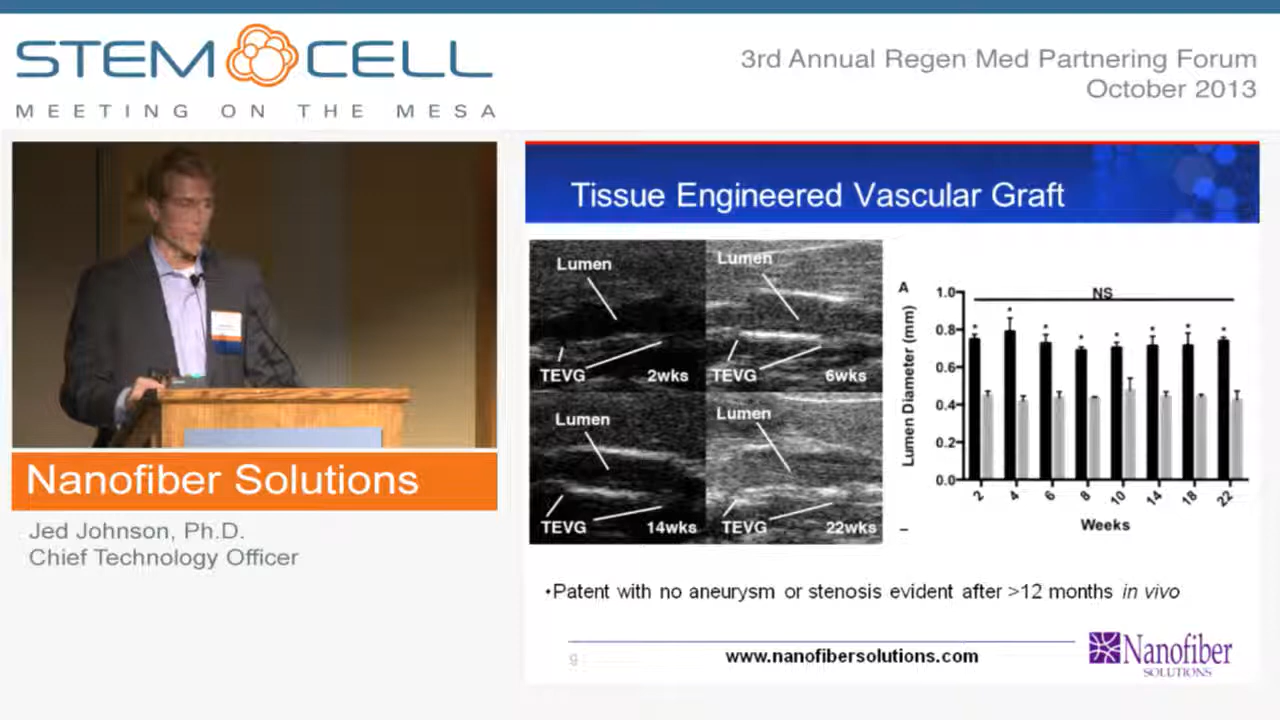 STEM CELL
MEETING ON THE MESA
3rd Annual Regen Med Partnering Forum
October 2013
Nanofiber Solutions
Jed Johnson, Ph.D.
Chief Technology Officer
Tissue Engineered Vascular Graft
Lumen
TEVG
2wks
Lumen
TEVG
6wks
Lumen
TEVG
14wks
Lumen
TEVG
22wks
A
NS
Lumen Diameter (mm)
1.0
0.8
0.6
0.4
0.2
0.0
* * * * * * * *
2 4 6 8 10 14 18 22
Weeks
•Patent with no aneurysm or stenosis evident after >12 months in vivo
9
www.nanofibersolutions.com
Nanofiber
SOLUTIONS